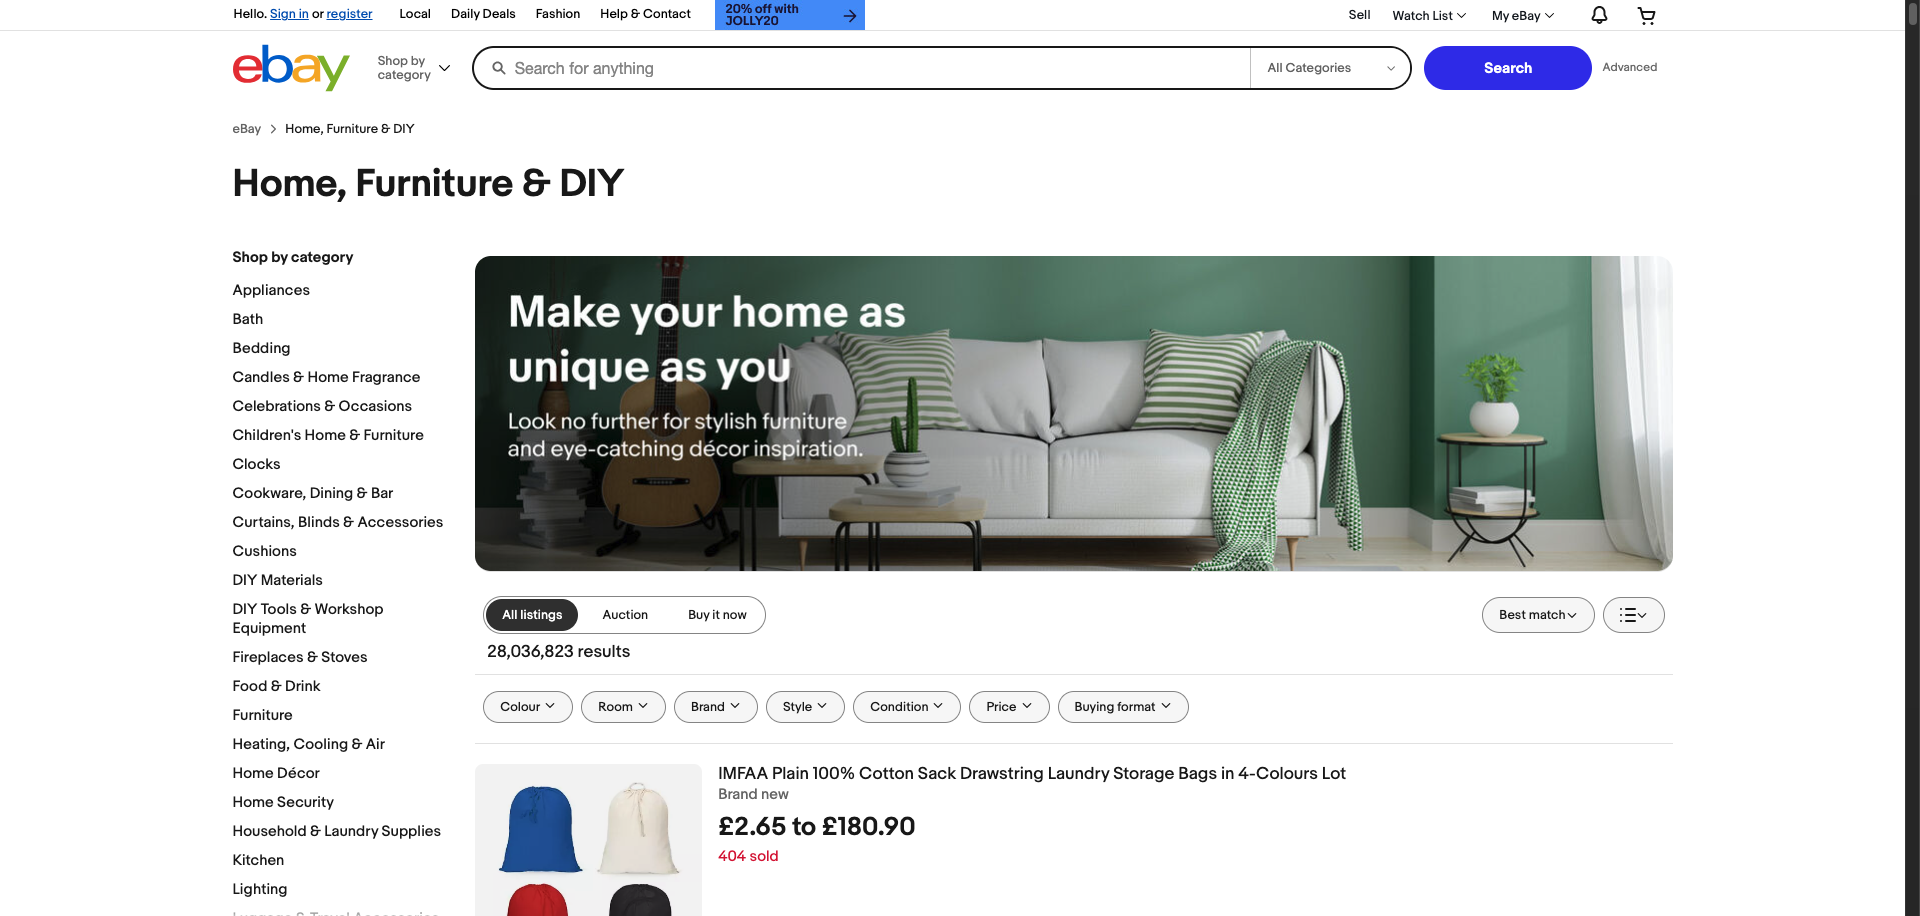 Hello. Sign in or register
Local
Daily Deals
Fashion
Help & Contact
20% off with
JOLLY20
Sell
Watch List
My eBay
ebay
Shop by
category
Search for anything
All Categories
Search
Advanced
eBay
Home, Furniture & DIY
Home, Furniture & DIY
Shop by category
Appliances
Bath
Bedding
Candles & Home Fragrance
Celebrations & Occasions
Children's Home & Furniture
Clocks
Cookware, Dining & Bar
Curtains, Blinds & Accessories
Cushions
DIY Materials
DIY Tools & Workshop
Equipment
Fireplaces & Stoves
Food & Drink
Furniture
Heating, Cooling & Air
Home Décor
Home Security
Household & Laundry Supplies
Kitchen
Lighting
Luggage & Travel Accessories
Make your home as
unique as you
Look no further for stylish furniture
and eye-catching décor inspiration.
All listings
Auction
Buy it now
Best match
28,036,823 results
Colour
Room
Brand
Style
Condition
Price
Buying format
IMFAA Plain 100% Cotton Sack Drawstring Laundry Storage Bags in 4-Colours Lot
Brand new
£2.65 to £180.90
404 sold